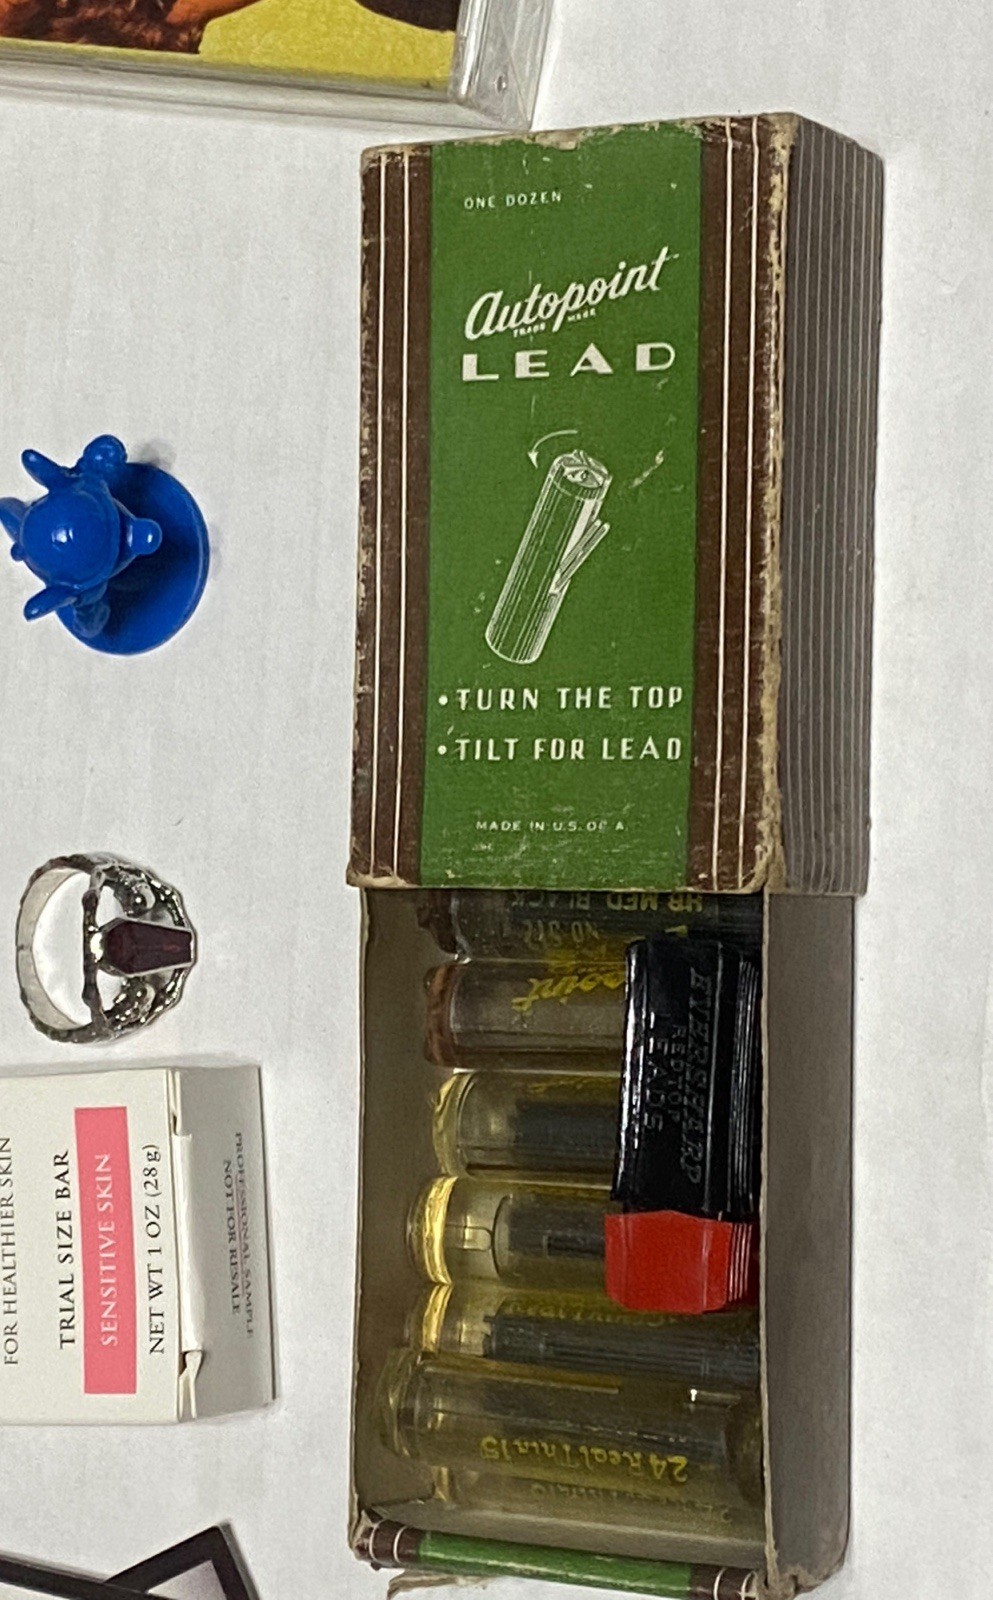 ONE DOZEN
Autopoint
TRADE MARK
LEAD
• TURN THE TOP
• TILT FOR LEAD
MADE IN U.S. OF A.
HB MED BLACK
EVERSHARP
RED TOP
LEADS
24 Real Thin 15
FOR HEALTHIER SKIN
TRIAL SIZE BAR
SENSITIVE SKIN
NET WT 1 OZ (28 g)
PROFESSIONAL SAMPLE
NOT FOR RESALE